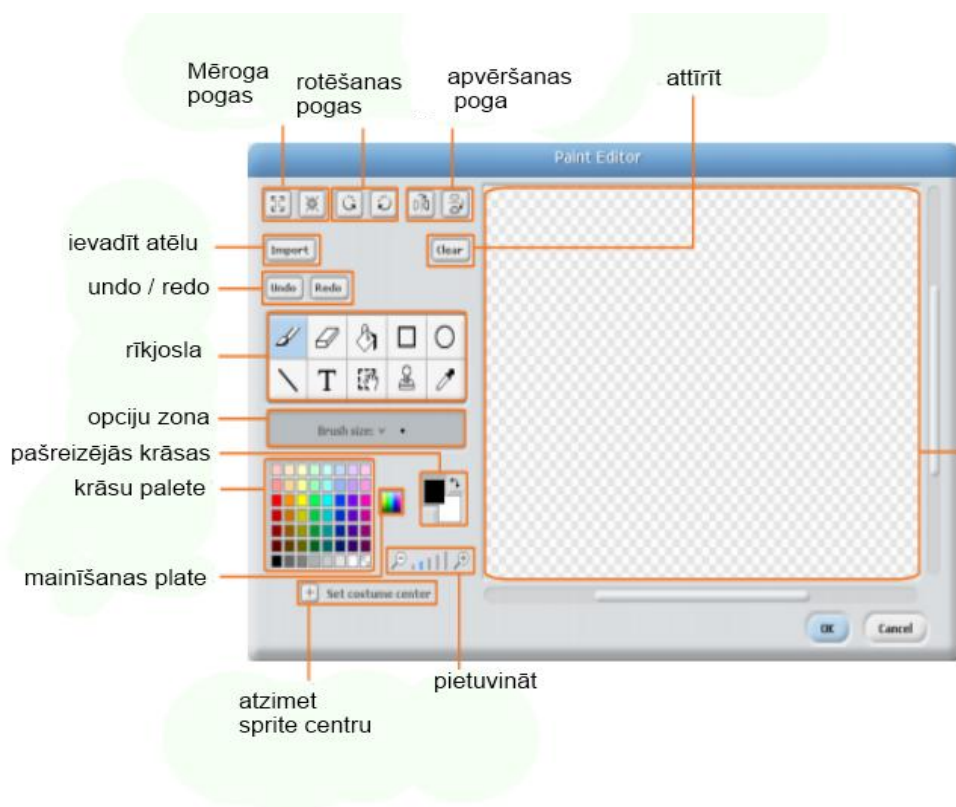 Mēroga
pogas
rotēšanas
pogas
apvēršanas
poga
attīrīt
Paint Editor
ievadīt atēlu
Import
Clear
undo / redo
Undo
Redo
rīkjosla
T
opciju zona
Brush size:
pašreizējās krāsas
krāsu palete
mainīšanas plate
Set costume center
OK
Cancel
pietuvināt
atzimet
sprite centru